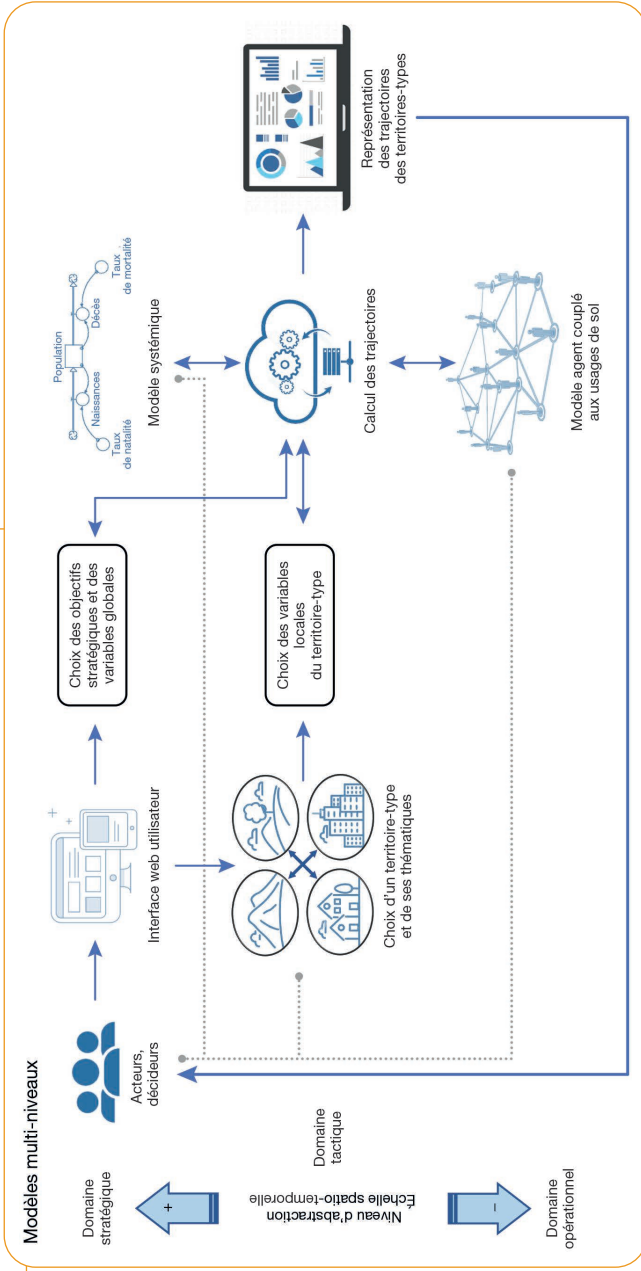 Modèles multi-niveaux
Domaine
stratégique
+
Niveau d'abstraction
Échelle spatio-temporelle
–
Domaine
opérationnel
Domaine
tactique
Acteurs,
décideurs
Interface web utilisateur
Choix d'un territoire-type
et de ses thématiques
Choix des objectifs
stratégiques et des
variables globales
Choix des variables
locales
du territoire-type
Population
Naissances
Décès
Taux
de natalité
Taux
de mortalité
Modèle systémique
Calcul des trajectoires
Modèle agent couplé
aux usages de sol
Représentation
des trajectoires
des territoires-types